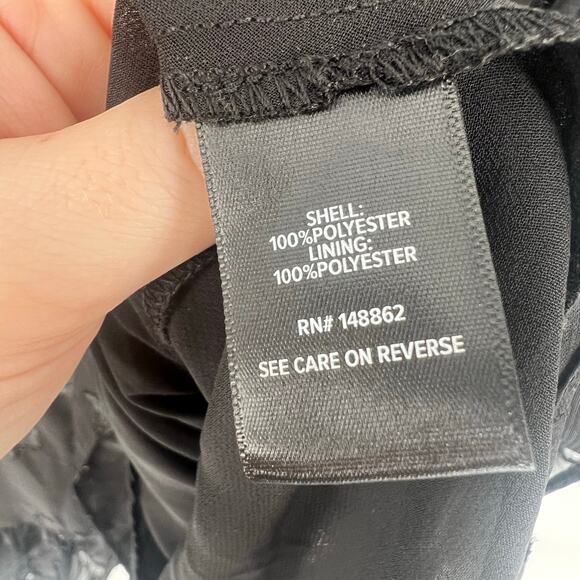 SHELL:
100%POLYESTER
LINING:
100%POLYESTER
RN# 148862
SEE CARE ON REVERSE